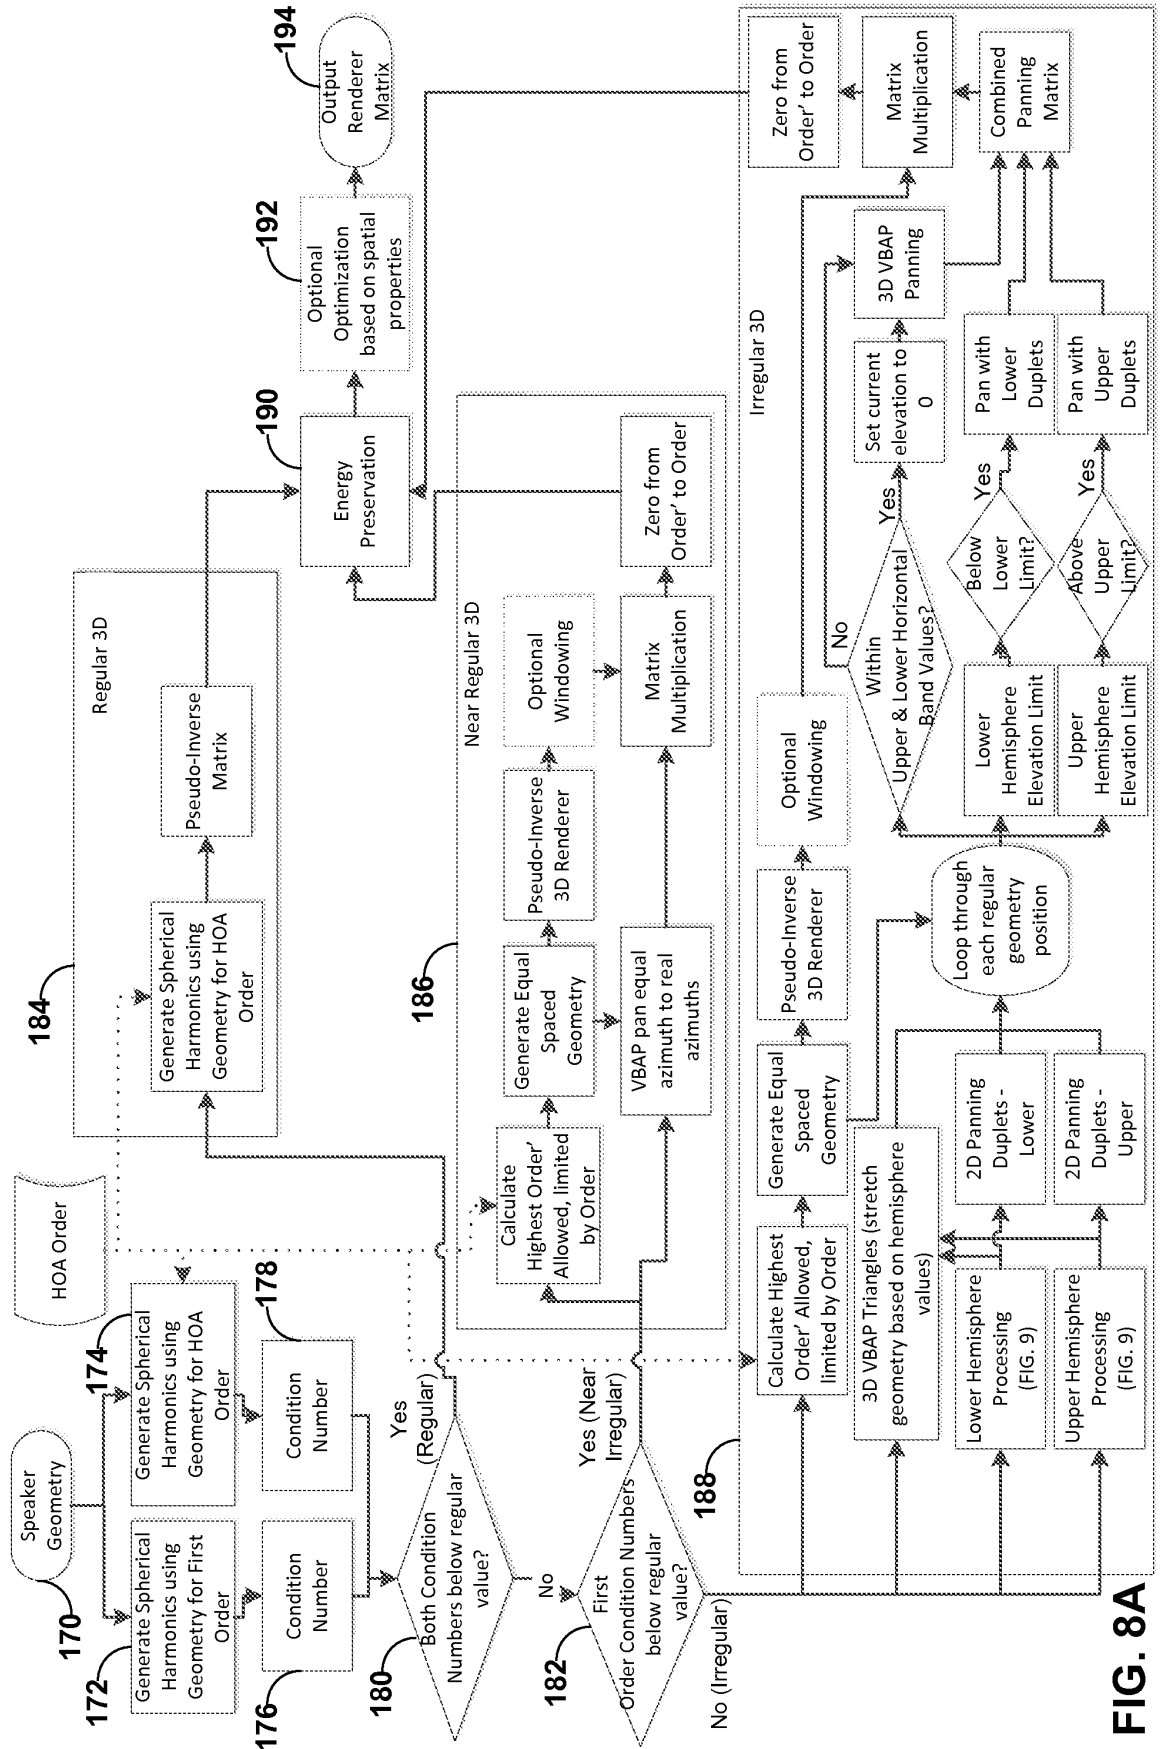 Speaker
Geometry
170
HOA Order
172
Generate Spherical
Harmonics using
Geometry for First
Order
174
Generate Spherical
Harmonics using
Geometry for HOA
Order
176
Condition
Number
178
Condition
Number
180
Both Condition
Numbers below regular
value?
Yes
(Regular)
No
182
First
Order Condition Numbers
below regular
value?
Yes (Near
Irregular)
No (Irregular)
184
Regular 3D
Generate Spherical
Harmonics using
Geometry for HOA
Order
Pseudo-Inverse
Matrix
186
Near Regular 3D
Calculate
Highest Order’
Allowed, limited
by Order
Generate Equal
Spaced
Geometry
Pseudo-Inverse
3D Renderer
Optional
Windowing
VBAP pan equal
azimuth to real
azimuths
Matrix
Multiplication
Zero from
Order’ to Order
190
Energy
Preservation
192
Optional
Optimization
based on spatial
properties
194
Output
Renderer
Matrix
188
Irregular 3D
Calculate Highest
Order’ Allowed,
limited by Order
Generate Equal
Spaced
Geometry
Pseudo-Inverse
3D Renderer
Optional
Windowing
3D VBAP Triangles (stretch
geometry based on hemisphere
values)
Lower Hemisphere
Processing
(FIG. 9)
2D Panning
Duplets -
Lower
Upper Hemisphere
Processing
(FIG. 9)
2D Panning
Duplets -
Upper
Loop through
each regular
geometry
position
Within
Upper & Lower Horizontal
Band Values?
No
Yes
Set current
elevation to
0
3D VBAP
Panning
Lower
Hemisphere
Elevation Limit
Below
Lower
Limit?
Yes
Pan with
Lower
Duplets
Upper
Hemisphere
Elevation Limit
Above
Upper
Limit?
Yes
Pan with
Upper
Duplets
Combined
Panning
Matrix
Matrix
Multiplication
Zero from
Order’ to Order
FIG. 8A